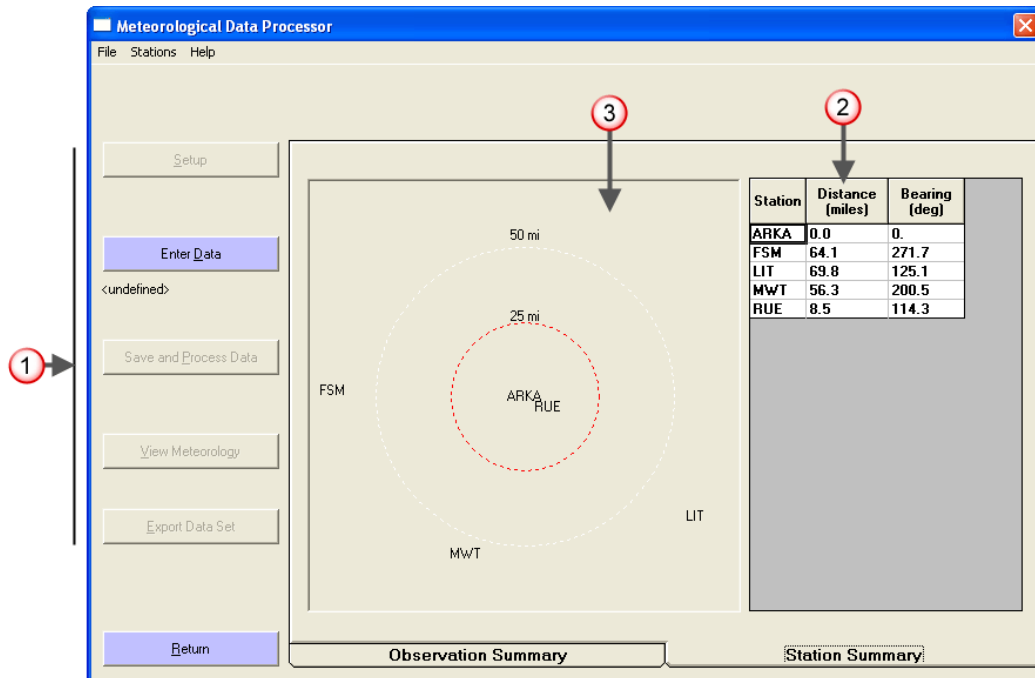 Meteorological Data Processor
File Stations Help
1
2
3
Setup
Enter Data
<undefined>
Save and Process Data
View Meteorology
Export Data Set
Return
50 mi
25 mi
FSM
ARKA
RUE
LIT
MWT
Station Distance (miles) Bearing (deg)
ARKA 0.0 0.
FSM 64.1 271.7
LIT 69.8 125.1
MWT 56.3 200.5
RUE 8.5 114.3
Observation Summary
Station Summary